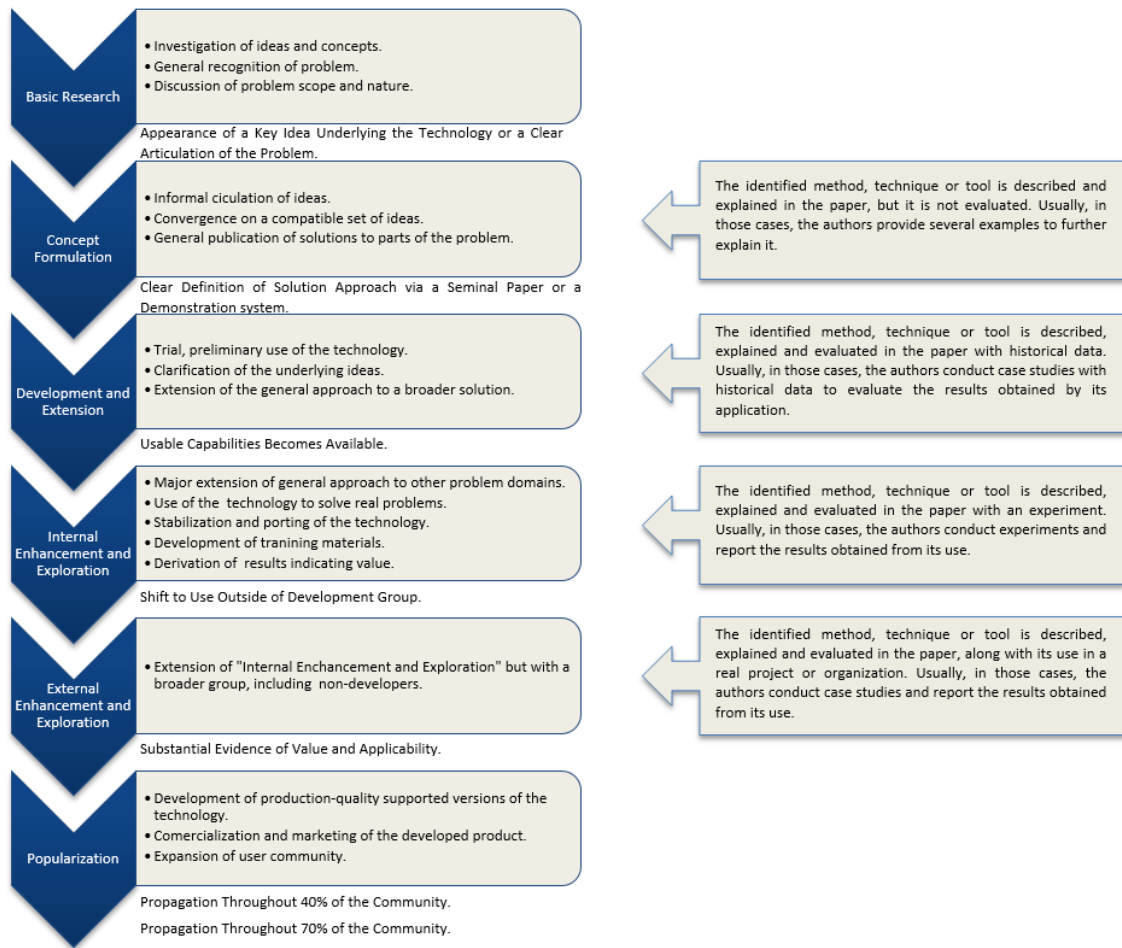 Basic Research
• Investigation of ideas and concepts.
• General recognition of problem.
• Discussion of problem scope and nature.
Appearance of a Key Idea Underlying the Technology or a Clear
Articulation of the Problem.
Concept
Formulation
• Informal ciculation of ideas.
• Convergence on a compatible set of ideas.
• General publication of solutions to parts of the problem.
The identified method, technique or tool is described and
explained in the paper, but it is not evaluated. Usually, in
those cases, the authors provide several examples to further
explain it.
Clear Definition of Solution Approach via a Seminal Paper or a
Demonstration system.
Development and
Extension
• Trial, preliminary use of the technology.
• Clarification of the underlying ideas.
• Extension of the general approach to a broader solution.
The identified method, technique or tool is described,
explained and evaluated in the paper with historical data.
Usually, in those cases, the authors conduct case studies with
historical data to evaluate the results obtained by its
application.
Usable Capabilities Becomes Available.
Internal
Enhancement and
Exploration
• Major extension of general approach to other problem domains.
• Use of the technology to solve real problems.
• Stabilization and porting of the technology.
• Development of tranining materials.
• Derivation of results indicating value.
The identified method, technique or tool is described,
explained and evaluated in the paper with an experiment.
Usually, in those cases, the authors conduct experiments and
report the results obtained from its use.
Shift to Use Outside of Development Group.
External
Enhancement and
Exploration
• Extension of "Internal Enchancement and Exploration" but with a
broader group, including non-developers.
The identified method, technique or tool is described,
explained and evaluated in the paper, along with its use in a
real project or organization. Usually, in those cases, the
authors conduct case studies and report the results obtained
from its use.
Substantial Evidence of Value and Applicability.
Popularization
• Development of production-quality supported versions of the
technology.
• Comercialization and marketing of the developed product.
• Expansion of user community.
Propagation Throughout 40% of the Community.
Propagation Throughout 70% of the Community.